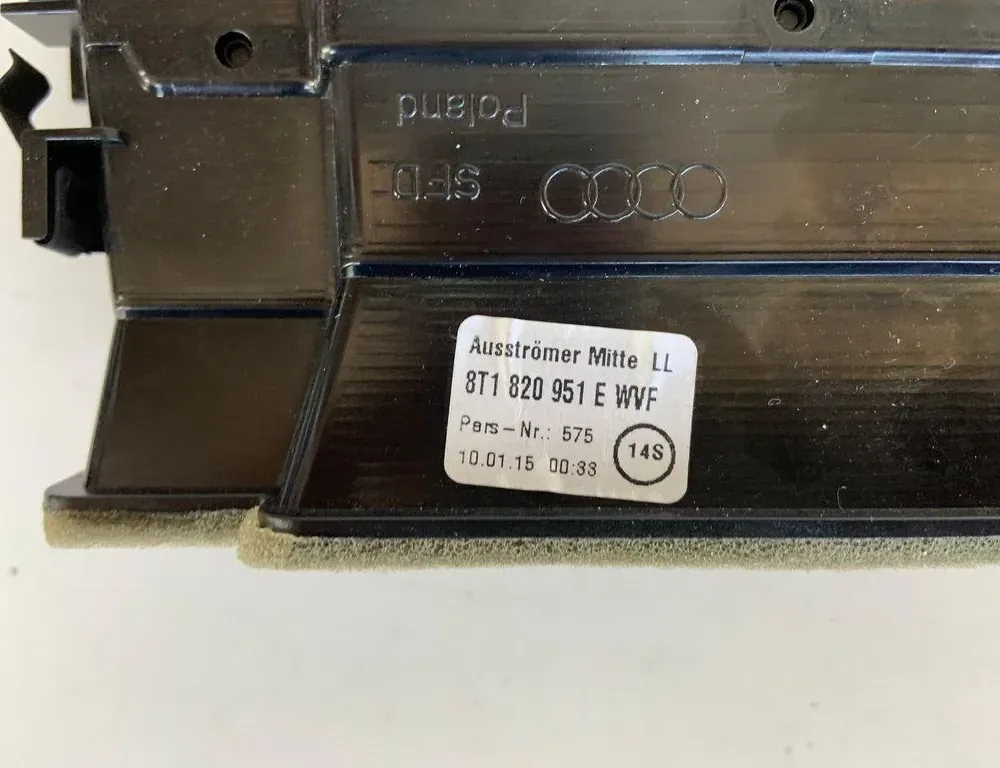 Poland
SFD
Ausströmer Mitte LL
8T1 820 951 E WVF
Pers-Nr.: 575
10.01.15 00:33
14S